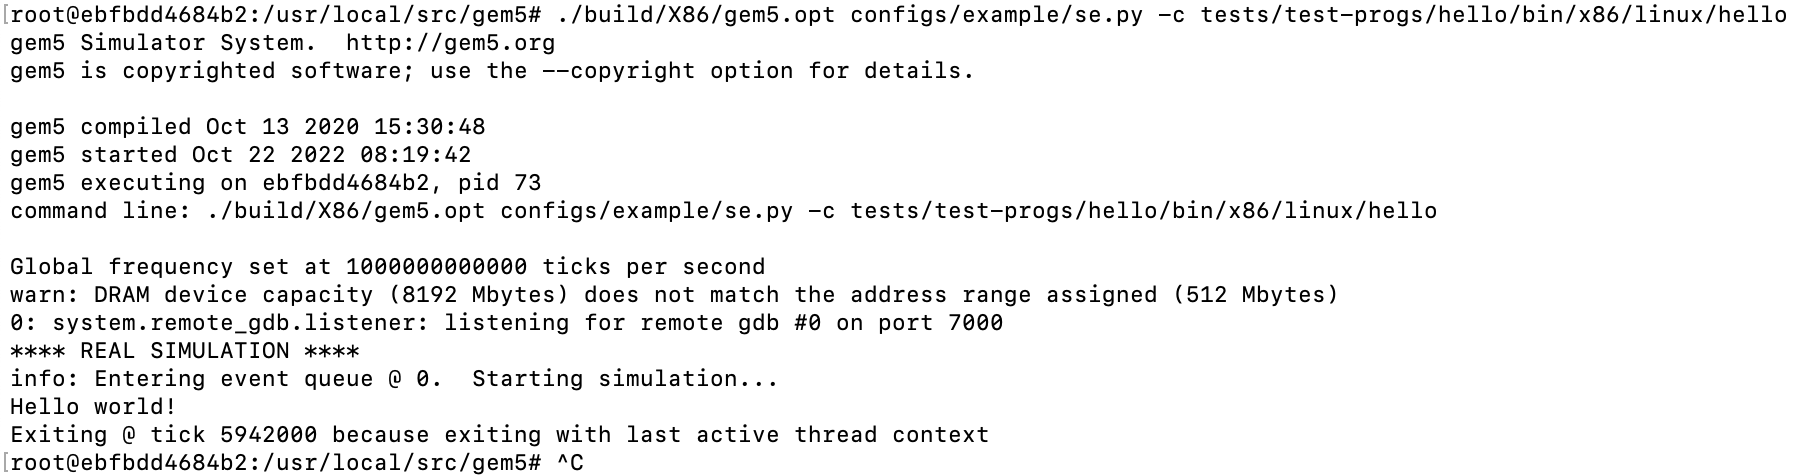 [root@ebfbdd4684b2:/usr/local/src/gem5# ./build/X86/gem5.opt configs/example/se.py -c tests/test-progs/hello/bin/x86/linux/hello
gem5 Simulator System.  http://gem5.org
gem5 is copyrighted software; use the --copyright option for details.

gem5 compiled Oct 13 2020 15:30:48
gem5 started Oct 22 2022 08:19:42
gem5 executing on ebfbdd4684b2, pid 73
command line: ./build/X86/gem5.opt configs/example/se.py -c tests/test-progs/hello/bin/x86/linux/hello

Global frequency set at 1000000000000 ticks per second
warn: DRAM device capacity (8192 Mbytes) does not match the address range assigned (512 Mbytes)
0: system.remote_gdb.listener: listening for remote gdb #0 on port 7000
**** REAL SIMULATION ****
info: Entering event queue @ 0.  Starting simulation...
Hello world!
Exiting @ tick 5942000 because exiting with last active thread context
[root@ebfbdd4684b2:/usr/local/src/gem5# ^C